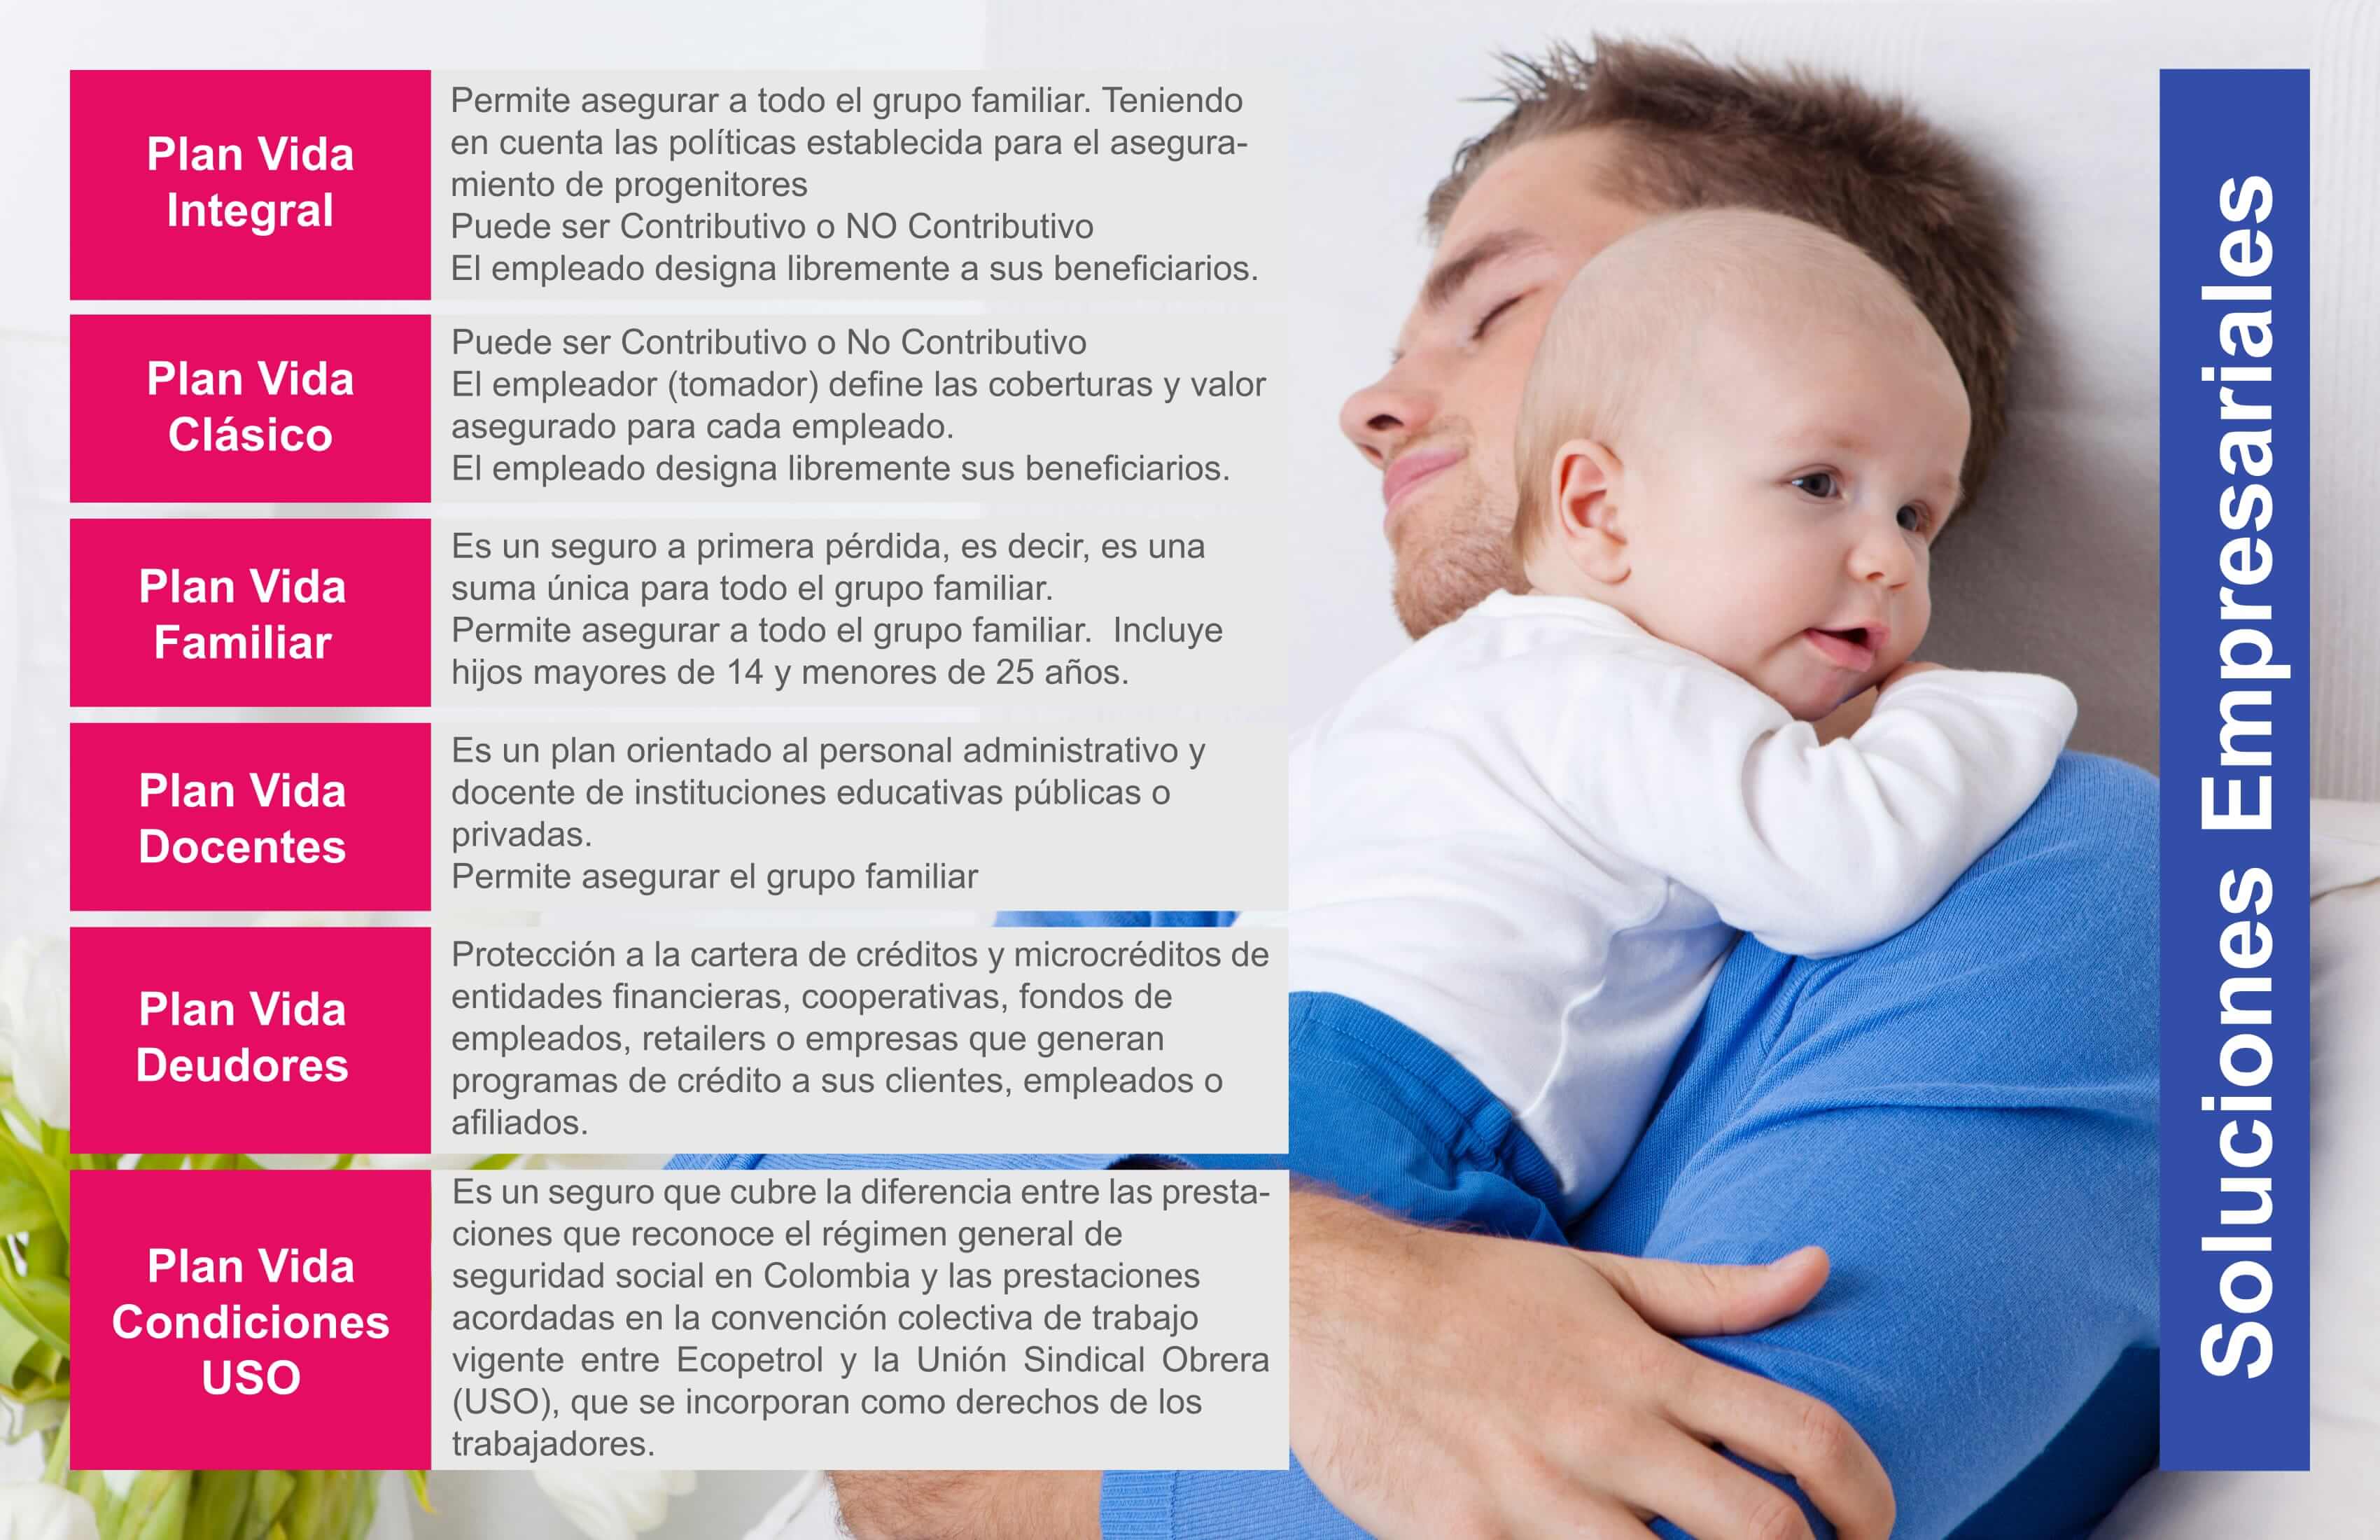 Plan Vida
Integral
Permite asegurar a todo el grupo familiar. Teniendo
en cuenta las políticas establecida para el asegura-
miento de progenitores
Puede ser Contributivo o NO Contributivo
El empleado designa libremente a sus beneficiarios.
Plan Vida
Clásico
Puede ser Contributivo o No Contributivo
El empleador (tomador) define las coberturas y valor
asegurado para cada empleado.
El empleado designa libremente sus beneficiarios.
Plan Vida
Familiar
Es un seguro a primera pérdida, es decir, es una
suma única para todo el grupo familiar.
Permite asegurar a todo el grupo familiar.  Incluye
hijos mayores de 14 y menores de 25 años.
Plan Vida
Docentes
Es un plan orientado al personal administrativo y
docente de instituciones educativas públicas o
privadas.
Permite asegurar el grupo familiar
Plan Vida
Deudores
Protección a la cartera de créditos y microcréditos de
entidades financieras, cooperativas, fondos de
empleados, retailers o empresas que generan
programas de crédito a sus clientes, empleados o
afiliados.
Plan Vida
Condiciones
USO
Es un seguro que cubre la diferencia entre las presta-
ciones que reconoce el régimen general de
seguridad social en Colombia y las prestaciones
acordadas en la convención colectiva de trabajo
vigente entre Ecopetrol y la Unión Sindical Obrera
(USO), que se incorporan como derechos de los
trabajadores.
Soluciones Empresariales